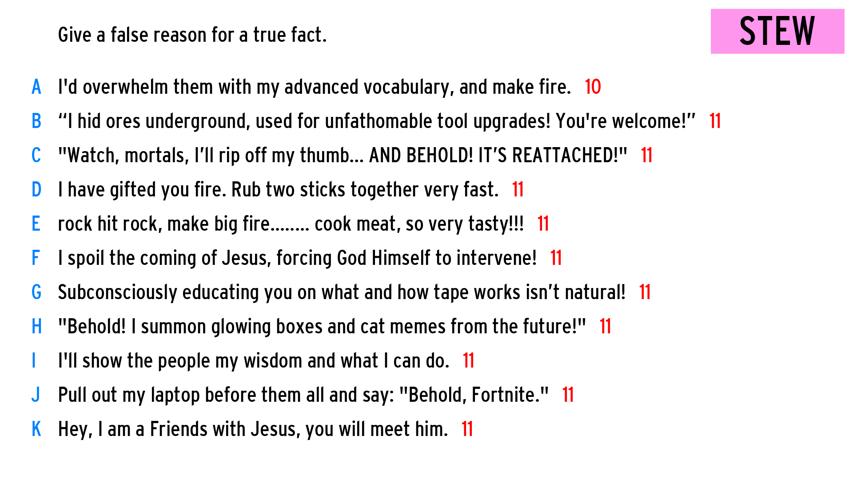 Give a false reason for a true fact.
STEW
A I'd overwhelm them with my advanced vocabulary, and make fire. 10
B “I hid ores underground, used for unfathomable tool upgrades! You're welcome!” 11
C "Watch, mortals, I’ll rip off my thumb... AND BEHOLD! IT’S REATTACHED!" 11
D I have gifted you fire. Rub two sticks together very fast. 11
E rock hit rock, make big fire........ cook meat, so very tasty!!! 11
F I spoil the coming of Jesus, forcing God Himself to intervene! 11
G Subconsciously educating you on what and how tape works isn’t natural! 11
H "Behold! I summon glowing boxes and cat memes from the future!" 11
I I'll show the people my wisdom and what I can do. 11
J Pull out my laptop before them all and say: "Behold, Fortnite." 11
K Hey, I am a Friends with Jesus, you will meet him. 11